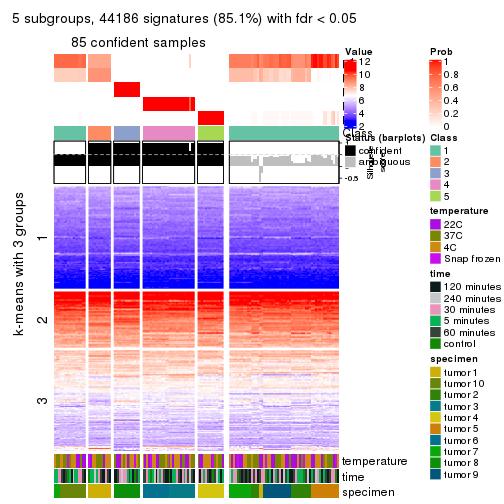 5 subgroups, 44186 signatures (85.1%) with fdr < 0.05
85 confident samples
k-means with 3 groups
1
2
3
Value
12
10
8
6
4
2
Class
-0.5
Status (barplots)
confident
ambiguous
Prob
1
0.8
0.6
0.4
0.2
0
Class
1
2
3
4
5
temperature
22C
37C
4C
Snap frozen
time
120 minutes
240 minutes
30 minutes
5 minutes
60 minutes
control
specimen
tumor 1
tumor 10
tumor 2
tumor 3
tumor 4
tumor 5
tumor 6
tumor 7
tumor 8
tumor 9
temperature
time
specimen